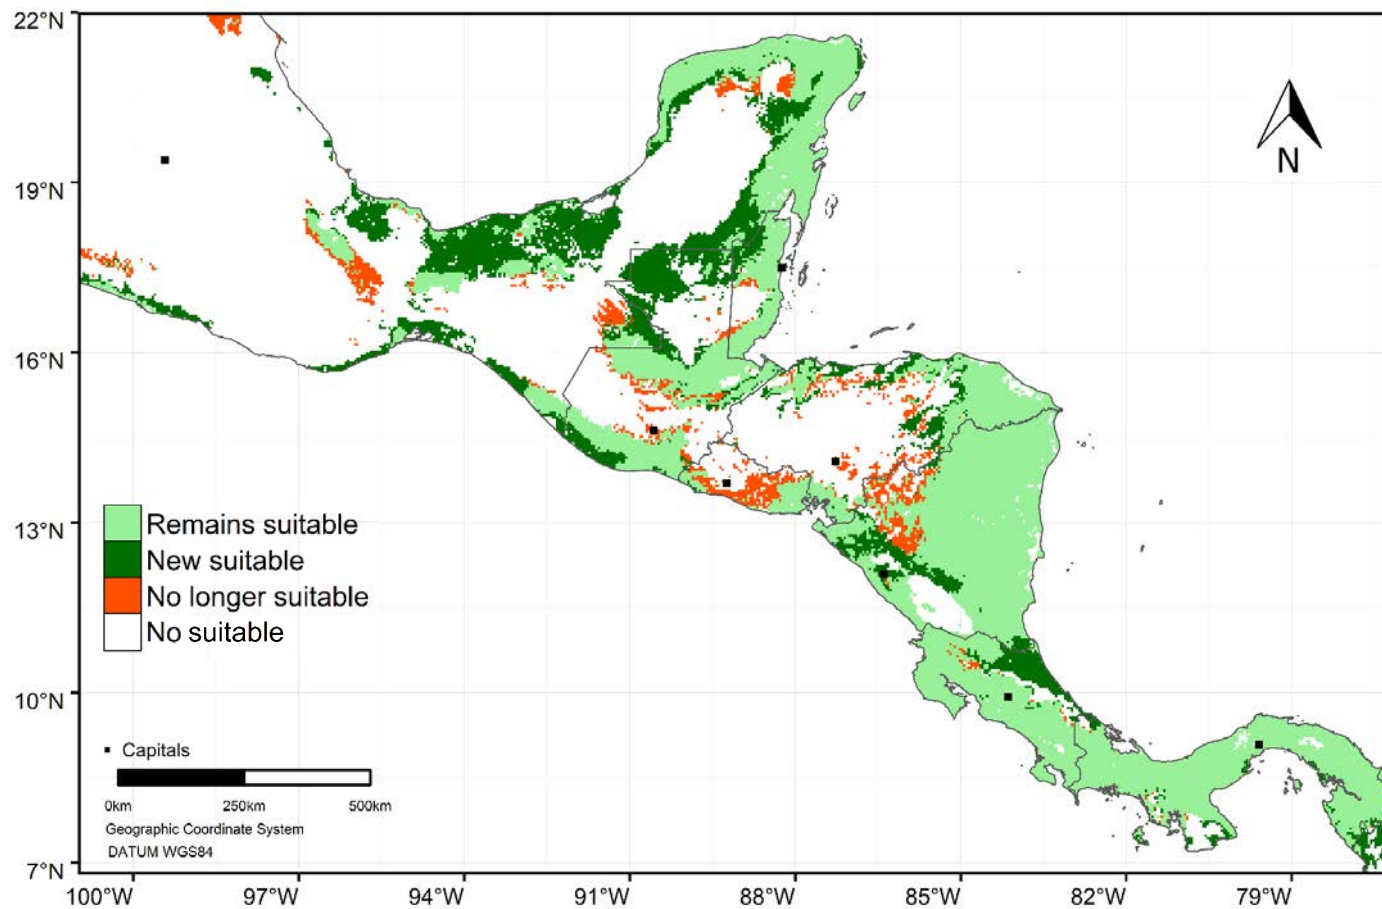 22°N
19°N
16°N
13°N
10°N
7°N
N
Remains suitable
New suitable
No longer suitable
No suitable
Capitals
0km 250km 500km
Geographic Coordinate System
DATUM WGS84
100°W 97°W 94°W 91°W 88°W 85°W 82°W 79°W